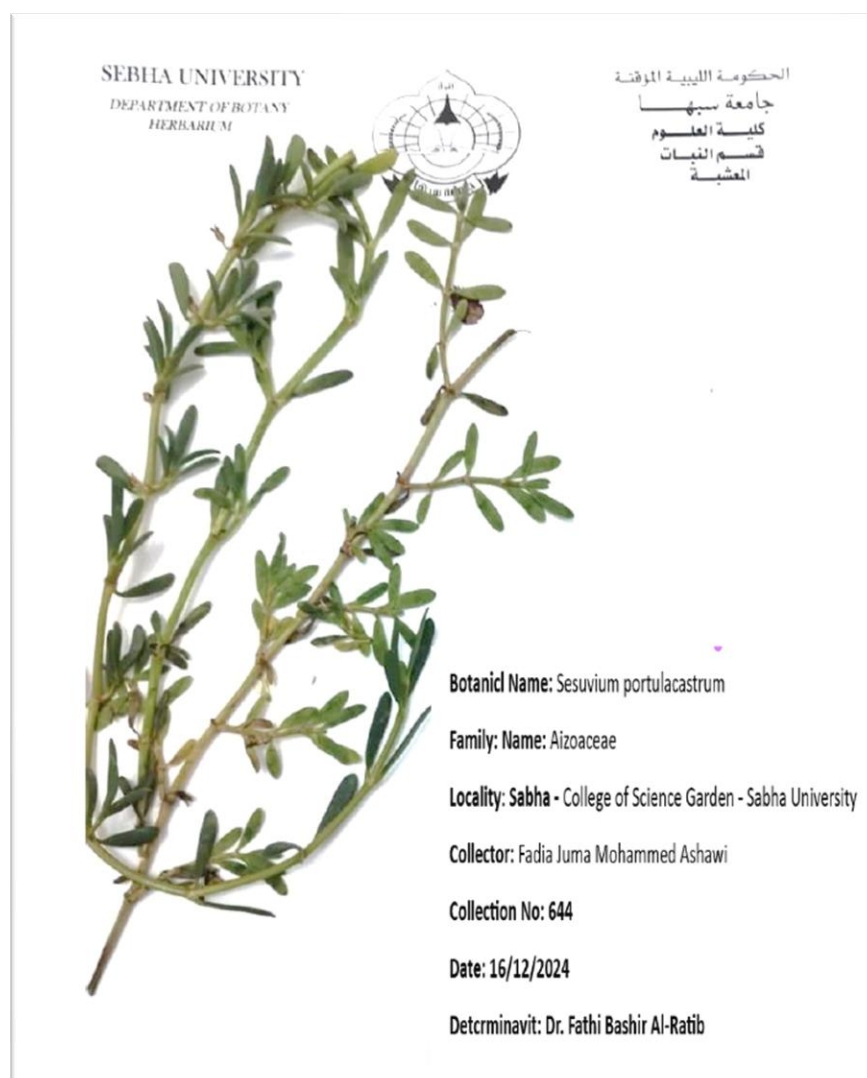 SEBHA UNIVERSITY
DEPARTMENT OF BOTANY
HERBARIUM
الحكومة الليبية المؤقتة
جامعة سبها
كلية العلوم
قسم النبات
المعشبة
Botanicl Name: Sesuvium portulacastrum
Family: Name: Aizoaceae
Locality: Sabha - College of Science Garden - Sabha University
Collector: Fadia Juma Mohammed Ashawi
Collection No: 644
Date: 16/12/2024
Detcrminavit: Dr. Fathi Bashir Al-Ratib